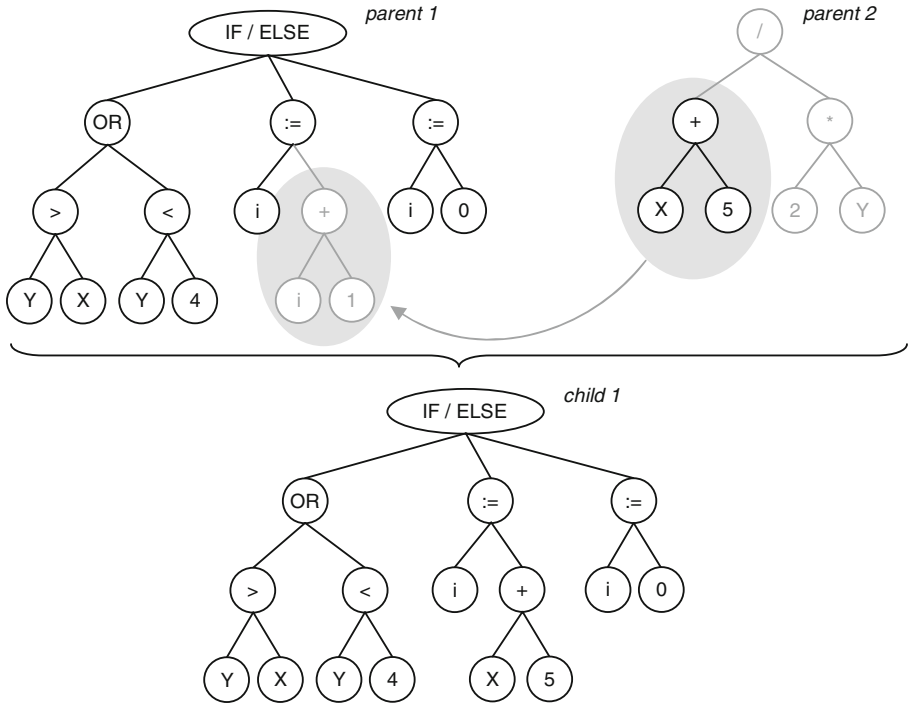 parent 1
IF / ELSE
parent 2
/
OR
:=
:=
+
*
>
<
i
+
i
0
X
5
2
Y
Y
X
Y
4
i
1
child 1
IF / ELSE
OR
:=
:=
>
<
i
+
i
0
Y
X
Y
4
X
5